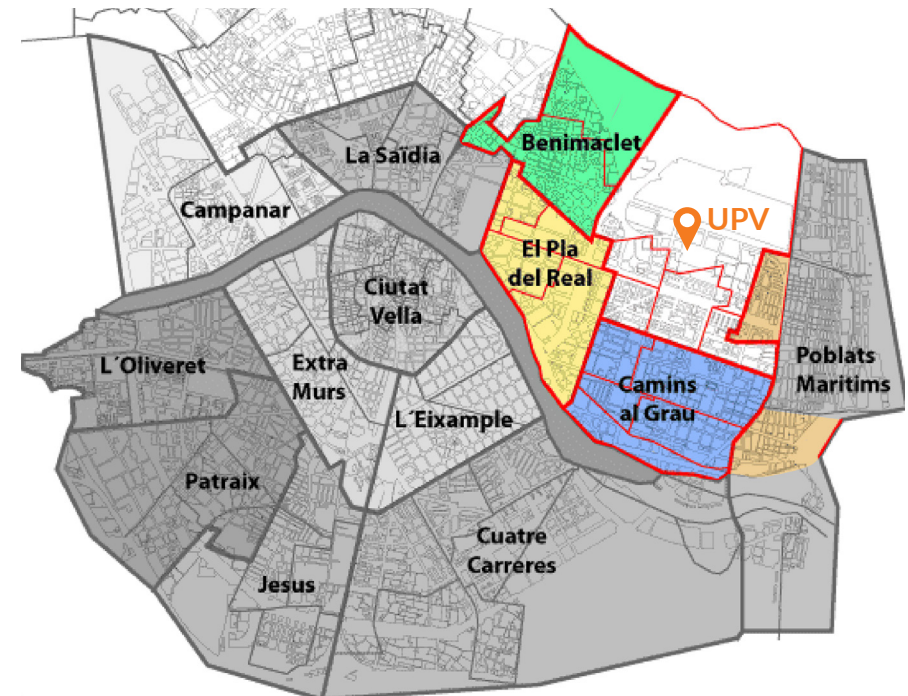 Benimaclet
La Saïdia
Campanar
UPV
El Pla
del Real
Ciutat
Vella
L´Oliveret
Extra
Murs
Poblats
Maritims
Camins
al Grau
L´Eixample
Patraix
Cuatre
Carreres
Jesus